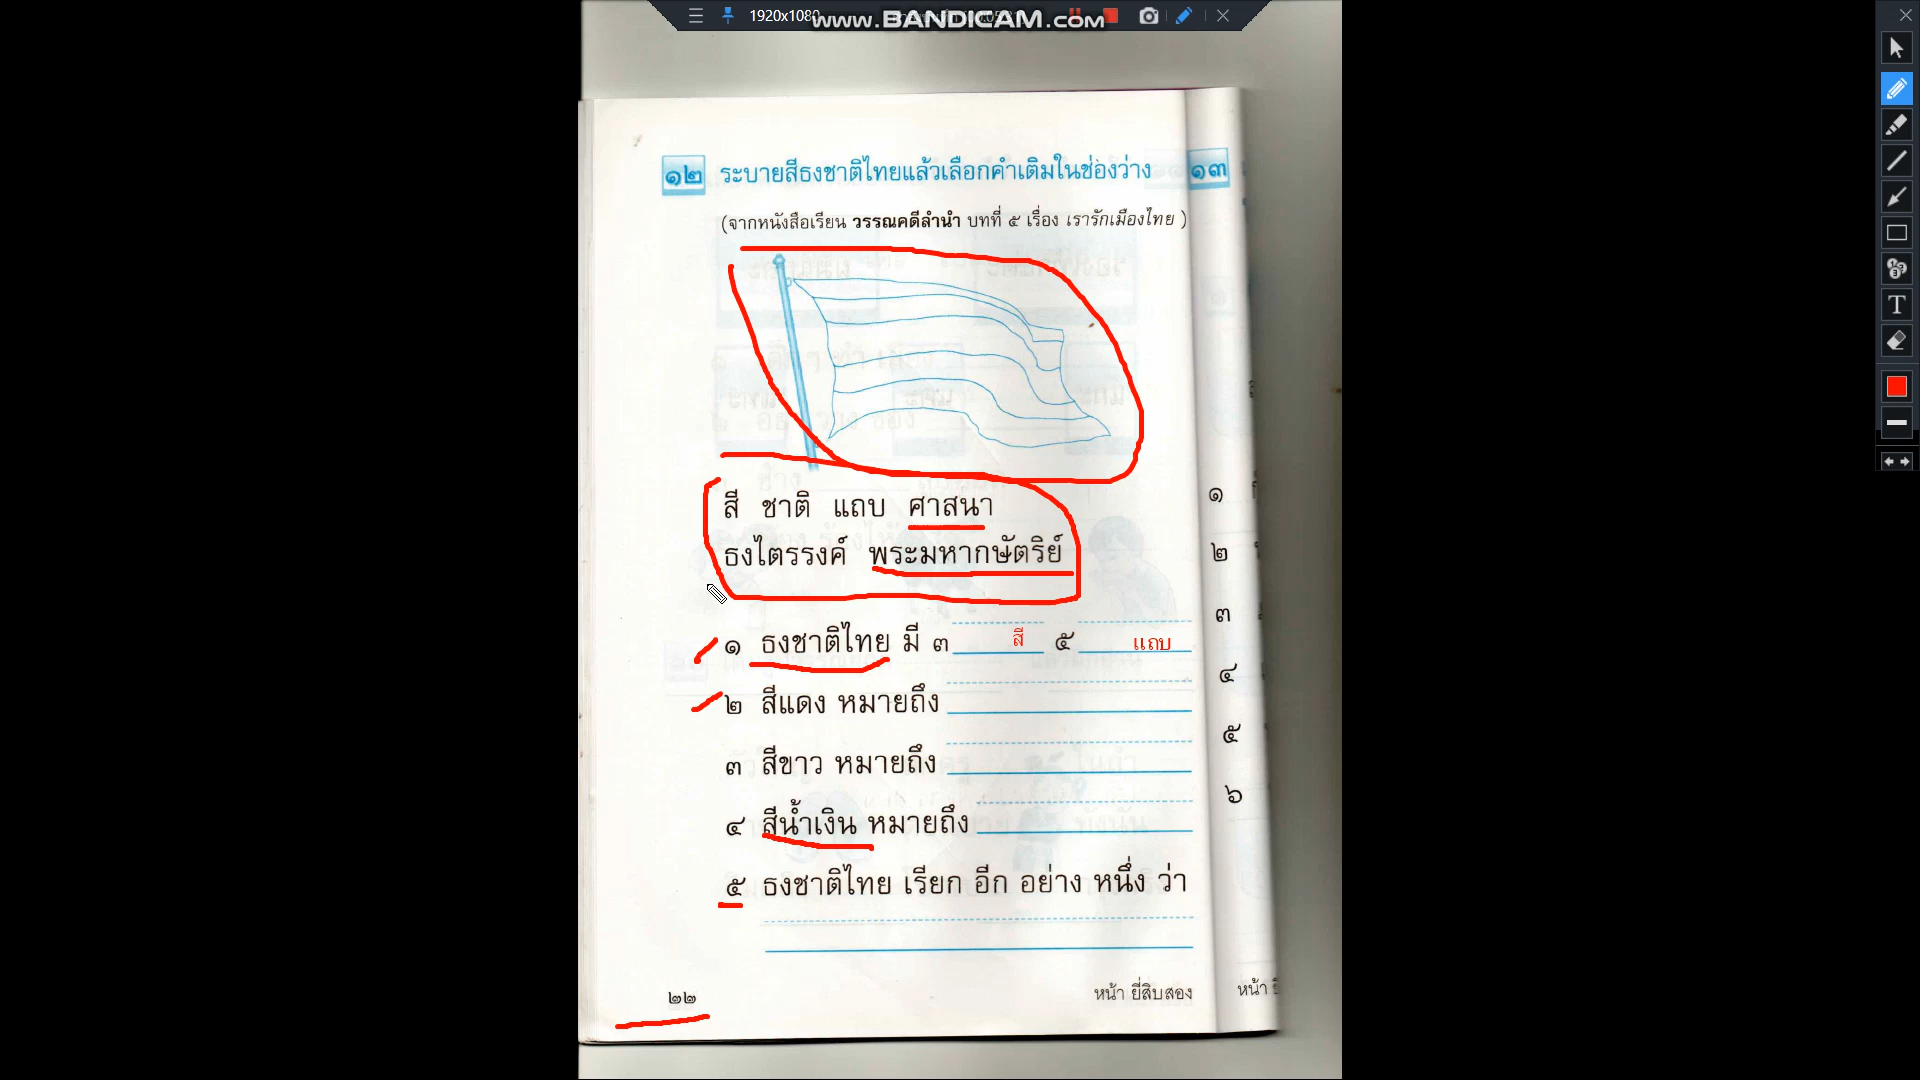 1920x1080
www.BANDICAM.com
๑๒ ระบายสีธงชาติไทยแล้วเลือกคำเติมในช่องว่าง ๑๓
(จากหนังสือเรียน วรรณคดีลำนำ บทที่ ๕ เรื่อง เรารักเมืองไทย )
สี ชาติ แถบ ศาสนา
ธงไตรรงค์ พระมหากษัตริย์
๑ ธงชาติไทย มี ๓ สี ๕ แถบ
๒ สีแดง หมายถึง
๓ สีขาว หมายถึง
๔ สีน้ำเงิน หมายถึง
๕ ธงชาติไทย เรียก อีก อย่าง หนึ่ง ว่า
๒๒
หน้า ยี่สิบสอง
๑
๒
๓
๔
๕
๖
หน้า
T